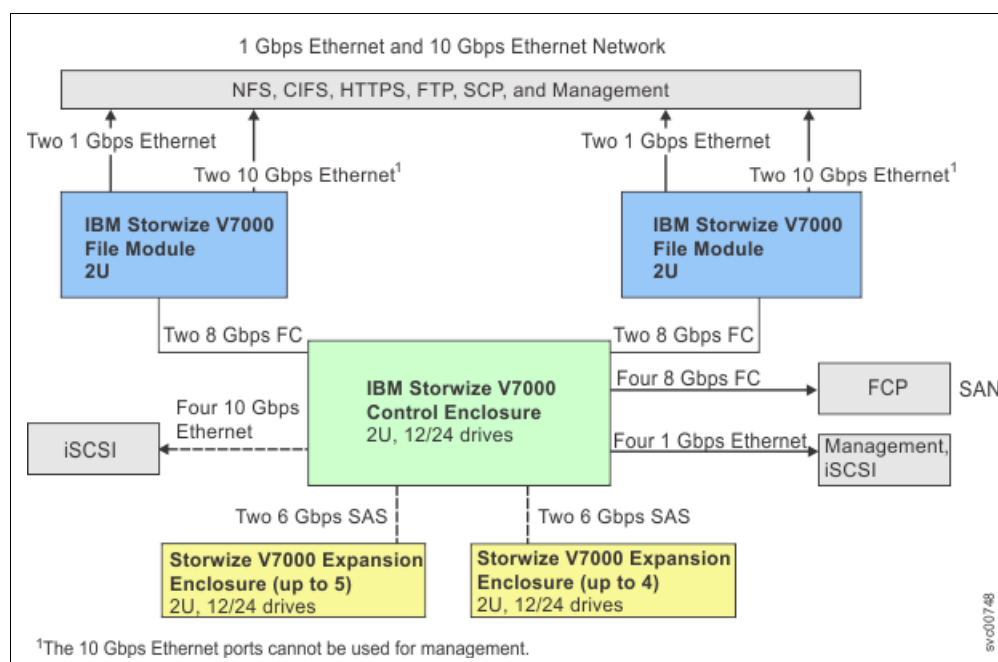 1 Gbps Ethernet and 10 Gbps Ethernet Network
NFS, CIFS, HTTPS, FTP, SCP, and Management
Two 1 Gbps Ethernet
Two 10 Gbps Ethernet1
Two 1 Gbps Ethernet
Two 10 Gbps Ethernet1
IBM Storwize V7000
File Module
2U
IBM Storwize V7000
File Module
2U
Two 8 Gbps FC
Two 8 Gbps FC
IBM Storwize V7000
Control Enclosure
2U, 12/24 drives
Four 8 Gbps FC
FCP
SAN
Four 10 Gbps
Ethernet
iSCSI
Four 1 Gbps Ethernet
Management,
iSCSI
Two 6 Gbps SAS
Two 6 Gbps SAS
Storwize V7000 Expansion
Enclosure (up to 5)
2U, 12/24 drives
Storwize V7000 Expansion
Enclosure (up to 4)
2U, 12/24 drives
1The 10 Gbps Ethernet ports cannot be used for management.
svc00748